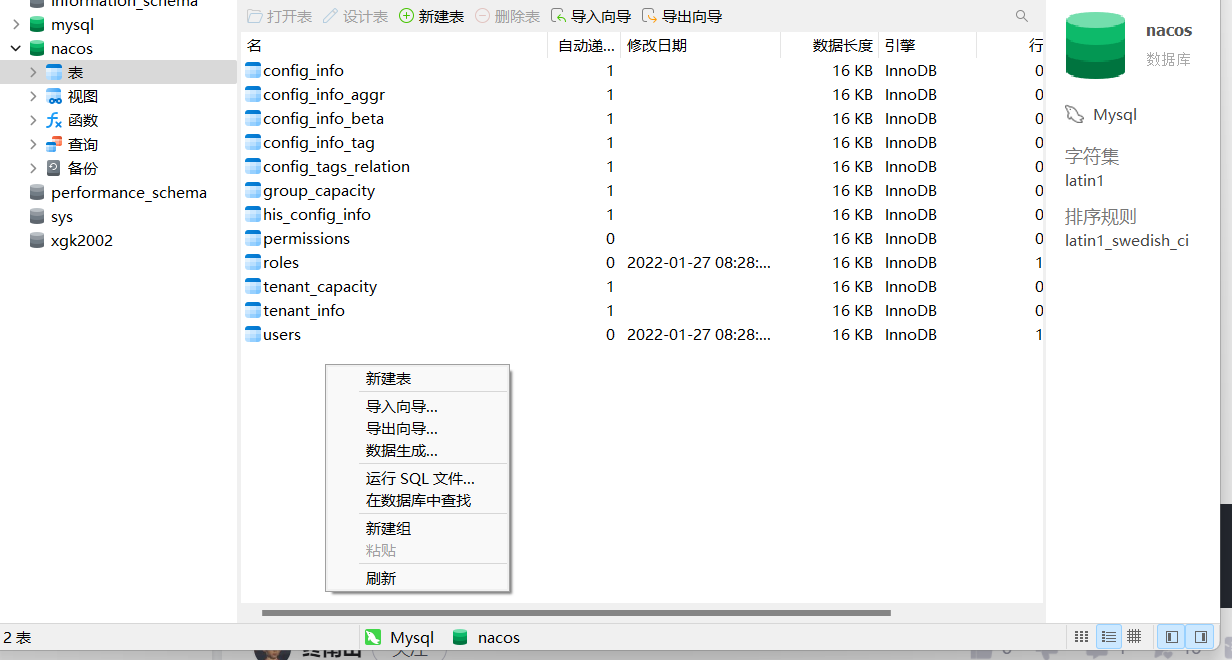 information_schema
mysql
nacos
表
视图
函数
查询
备份
performance_schema
sys
xgk2002
打开表 设计表 新建表 删除表 导入向导 导出向导
名 自动递... 修改日期 数据长度 引擎 行
config_info 1 16 KB InnoDB 0
config_info_aggr 1 16 KB InnoDB 0
config_info_beta 1 16 KB InnoDB 0
config_info_tag 1 16 KB InnoDB 0
config_tags_relation 1 16 KB InnoDB 0
group_capacity 1 16 KB InnoDB 0
his_config_info 1 16 KB InnoDB 0
permissions 0 16 KB InnoDB 0
roles 0 2022-01-27 08:28:... 16 KB InnoDB 1
tenant_capacity 1 16 KB InnoDB 0
tenant_info 1 16 KB InnoDB 0
users 0 2022-01-27 08:28:... 16 KB InnoDB 1
新建表
导入向导...
导出向导...
数据生成...
运行 SQL 文件...
在数据库中查找
新建组
粘贴
刷新
nacos
数据库
Mysql
字符集
latin1
排序规则
latin1_swedish_ci
2 表 Mysql nacos